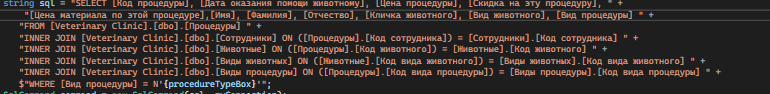 string sql = "SELECT [Код процедуры], [Дата оказания помощи животному], [Цена процедуры], [Скидка на эту процедуру], " +
"[Цена материала по этой процедуре],[Имя], [Фамилия], [Отчество], [Кличка животного], [Вид животного], [Вид процедуры] " +
"FROM [Veterinary Clinic].[dbo].[Процедуры] " +
"INNER JOIN [Veterinary Clinic].[dbo].[Сотрудники] ON ([Процедуры].[Код сотрудника]) = [Сотрудники].[Код сотрудника] " +
"INNER JOIN [Veterinary Clinic].[dbo].[Животные] ON ([Процедуры].[Код животного]) = [Животные].[Код животного] " +
"INNER JOIN [Veterinary Clinic].[dbo].[Виды животных] ON ([Животные].[Код вида животного]) = [Виды животных].[Код вида животного] " +
"INNER JOIN [Veterinary Clinic].[dbo].[Виды процедуры] ON ([Процедуры].[Код вида процедуры]) = [Виды процедуры].[Код вида процедуры] " +
$"WHERE [Вид процедуры] = N'{procedureTypeBox}'";